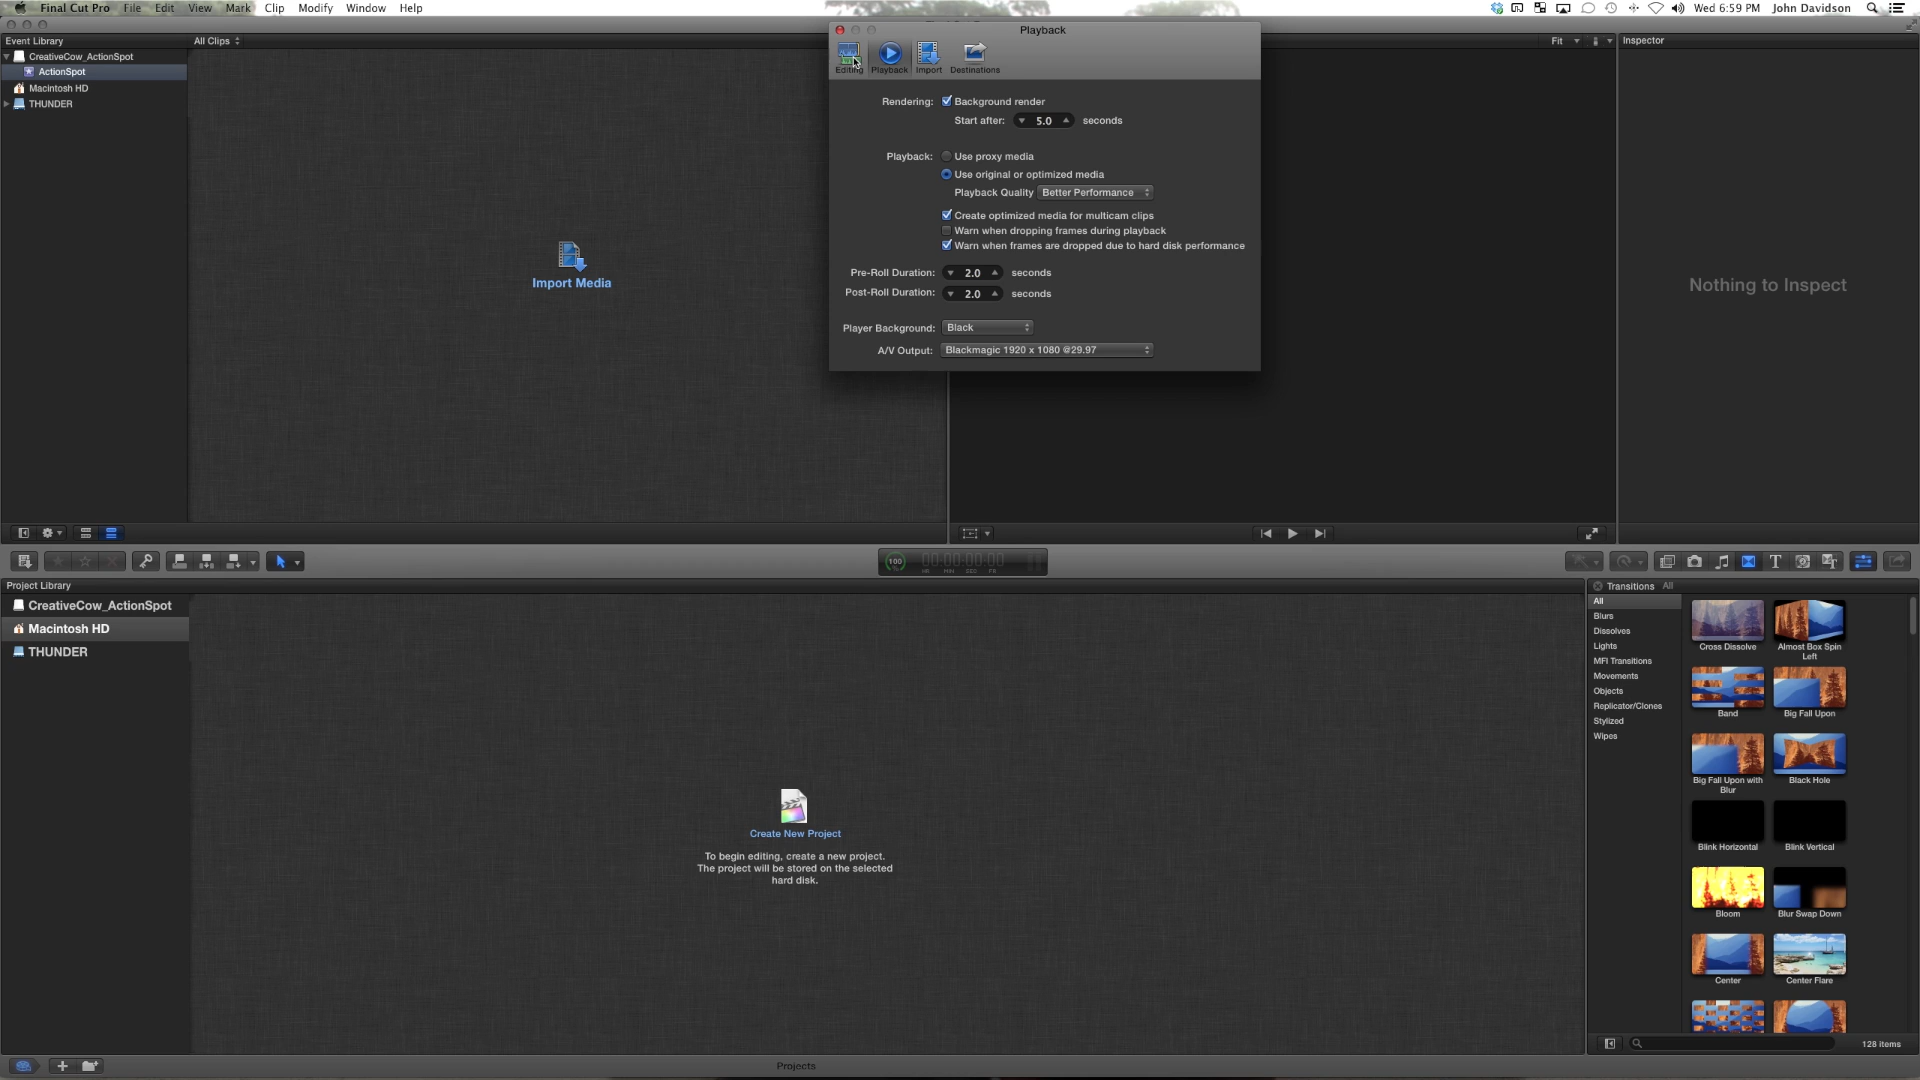 Final Cut Pro File Edit View Mark Clip Modify Window Help
Wed 6:59 PM John Davidson
Event Library
All Clips
CreativeCow_ActionSpot
ActionSpot
Macintosh HD
THUNDER
Import Media
Playback
Editing Playback Import Destinations
Rendering: Background render
Start after: 5.0 seconds
Playback: Use proxy media
Use original or optimized media
Playback Quality Better Performance
Create optimized media for multicam clips
Warn when dropping frames during playback
Warn when frames are dropped due to hard disk performance
Pre-Roll Duration: 2.0 seconds
Post-Roll Duration: 2.0 seconds
Player Background: Black
A/V Output: Blackmagic 1920 x 1080 @29.97
Fit
Inspector
Nothing to Inspect
100
%
00:00:00:00
HR MIN SEC FR
Project Library
CreativeCow_ActionSpot
Macintosh HD
THUNDER
Create New Project
To begin editing, create a new project.
The project will be stored on the selected
hard disk.
Projects
Transitions All
All
Blurs
Dissolves
Lights
MFI Transitions
Movements
Objects
Replicator/Clones
Stylized
Wipes
Cross Dissolve
Almost Box Spin
Left
Band
Big Fall Upon
Big Fall Upon with
Blur
Black Hole
Blink Horizontal
Blink Vertical
Bloom
Blur Swap Down
Center
Center Flare
128 items